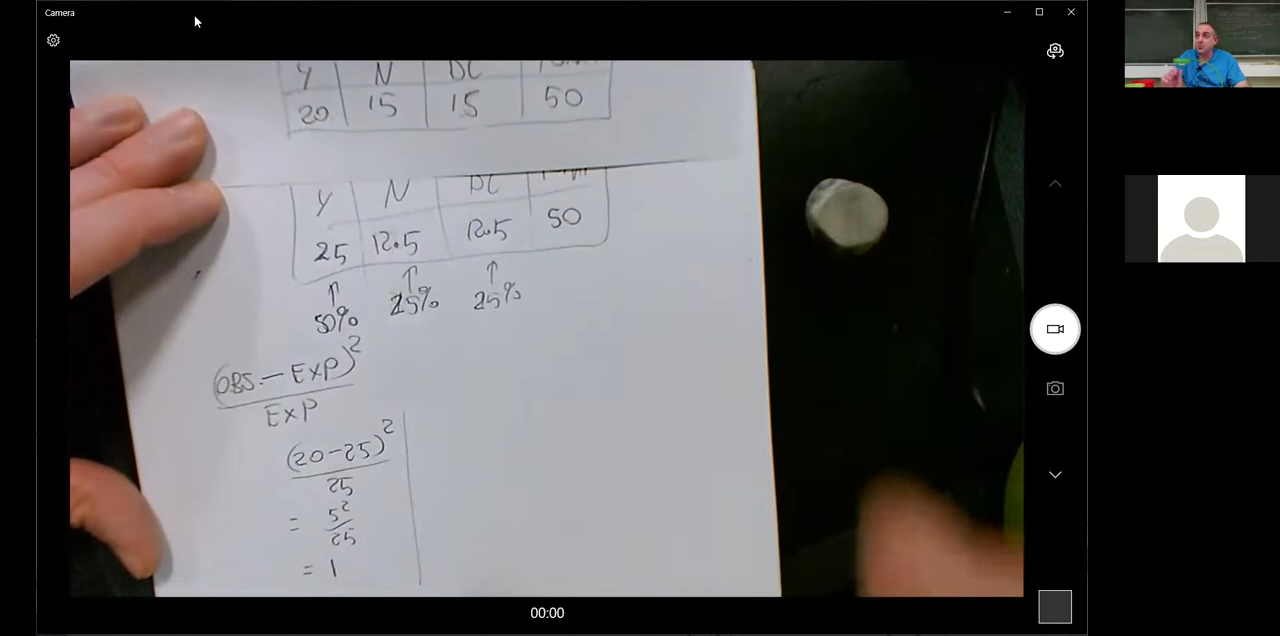 Camera
Y N DC
20 15 15 50
Y N DC
25 12.5 12.5 50
↑ ↑ ↑
50% 25% 25%
(OBS. - EXP)²
EXP
(20-25)²
25
= 5²
25
= 1
00:00